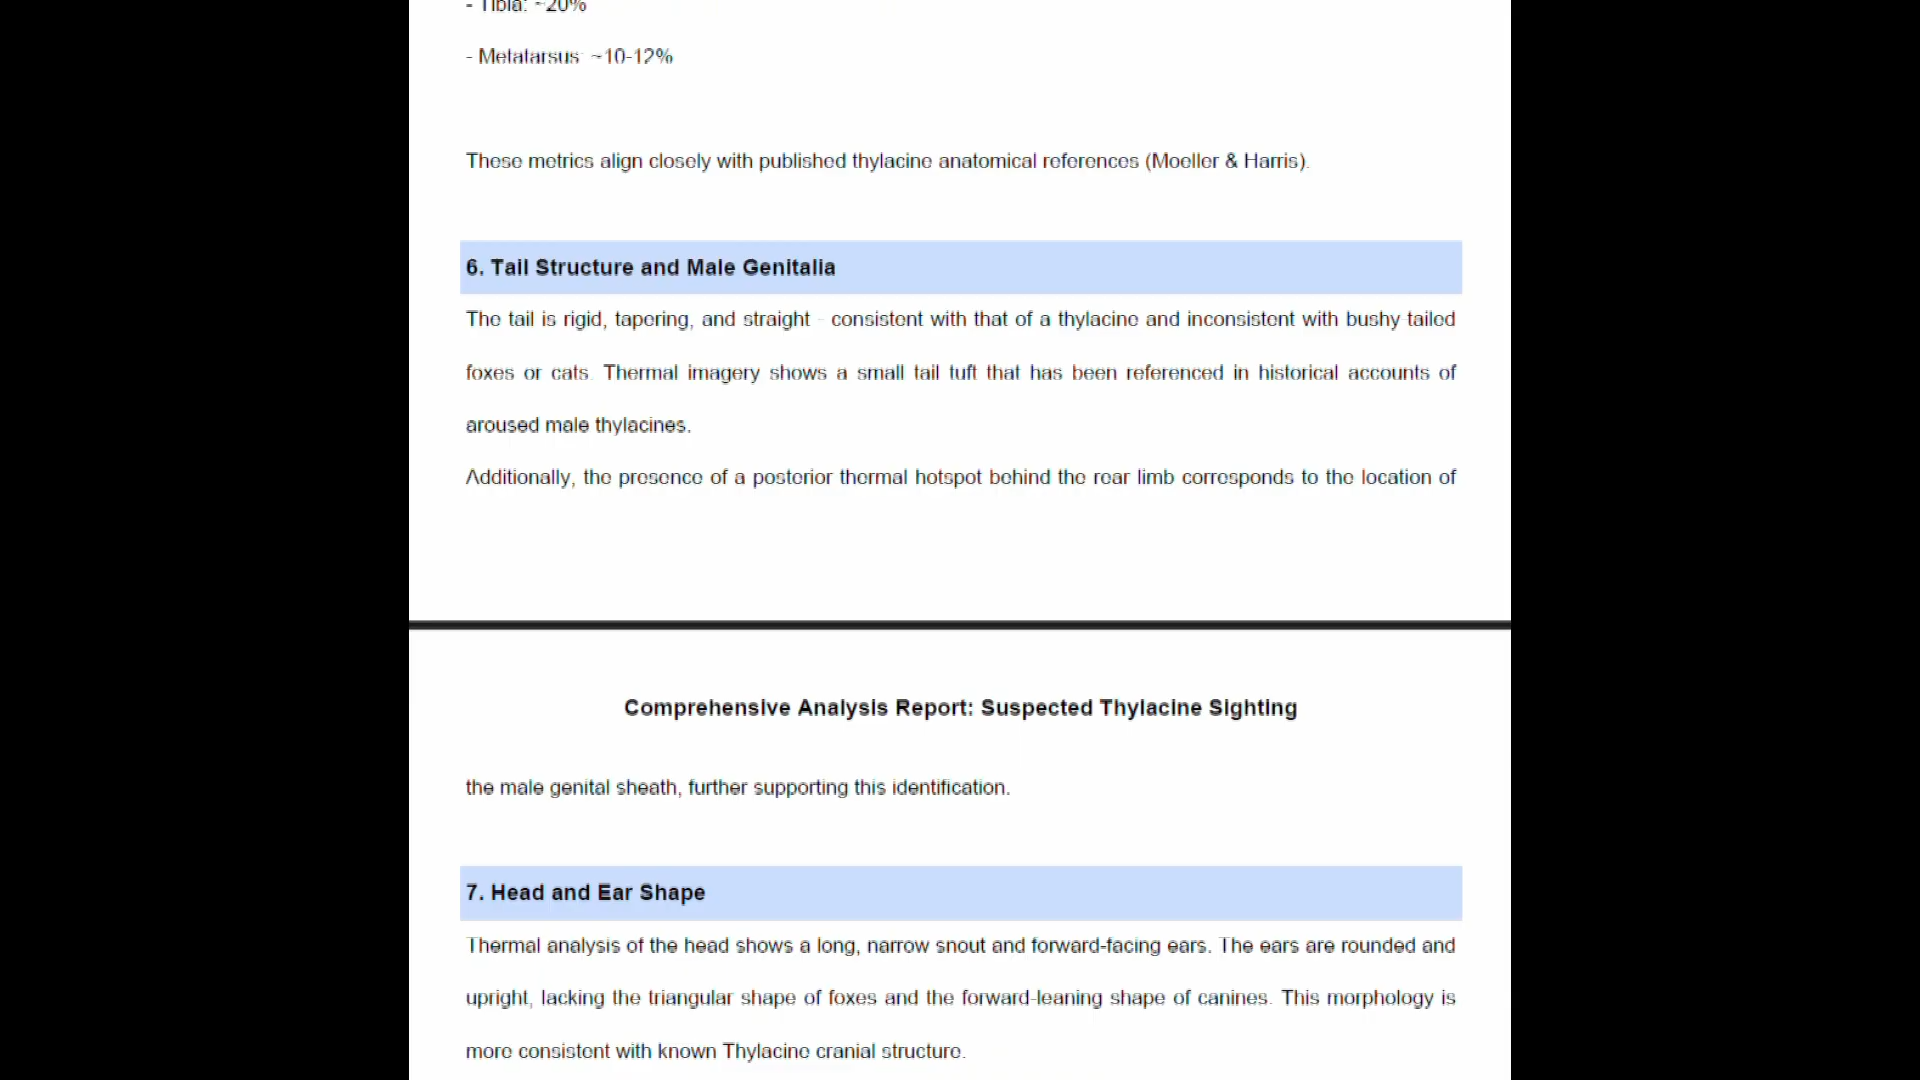 - Tibia: ~20%
- Metatarsus: ~10-12%
These metrics align closely with published thylacine anatomical references (Moeller & Harris).
6. Tail Structure and Male Genitalia
The tail is rigid, tapering, and straight - consistent with that of a thylacine and inconsistent with bushy-tailed
foxes or cats. Thermal imagery shows a small tail tuft that has been referenced in historical accounts of
aroused male thylacines.
Additionally, the presence of a posterior thermal hotspot behind the rear limb corresponds to the location of
Comprehensive Analysis Report: Suspected Thylacine Sighting
the male genital sheath, further supporting this identification.
7. Head and Ear Shape
Thermal analysis of the head shows a long, narrow snout and forward-facing ears. The ears are rounded and
upright, lacking the triangular shape of foxes and the forward-leaning shape of canines. This morphology is
more consistent with known Thylacine cranial structure.